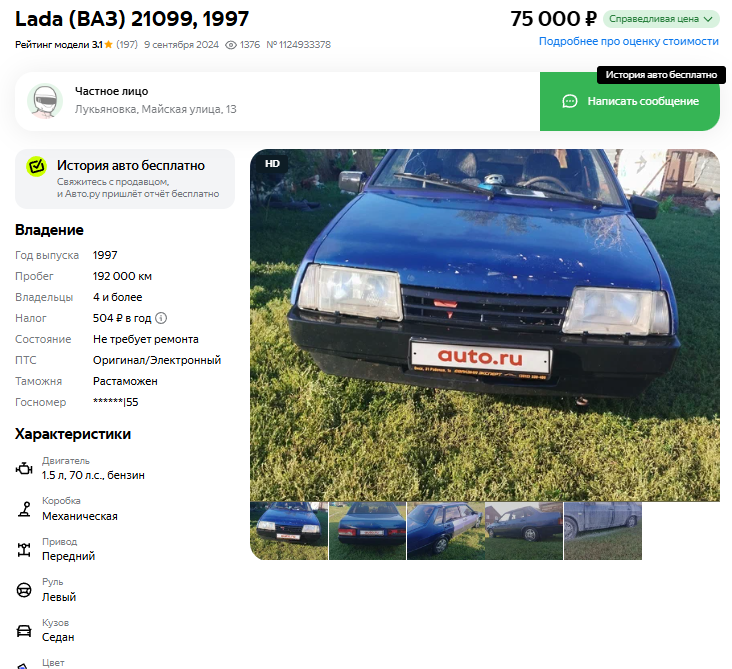 Lada (ВАЗ) 21099, 1997
75 000 ₽ Справедливая цена
Рейтинг модели 3.1 (197) 9 сентября 2024 1376 № 1124933378
Подробнее про оценку стоимости
История авто бесплатно
Частное лицо
Лукьяновка, Майская улица, 13
Написать сообщение
История авто бесплатно
Свяжитесь с продавцом,
и Авто.ру пришлёт отчёт бесплатно
HD
auto.ru
Владение
Год выпуска 1997
Пробег 192 000 км
Владельцы 4 и более
Налог 504 ₽ в год
Состояние Не требует ремонта
ПТС Оригинал/Электронный
Таможня Растаможен
Госномер ******|55
Характеристики
Двигатель
1.5 л, 70 л.с., бензин
Коробка
Механическая
Привод
Передний
Руль
Левый
Кузов
Седан
Цвет